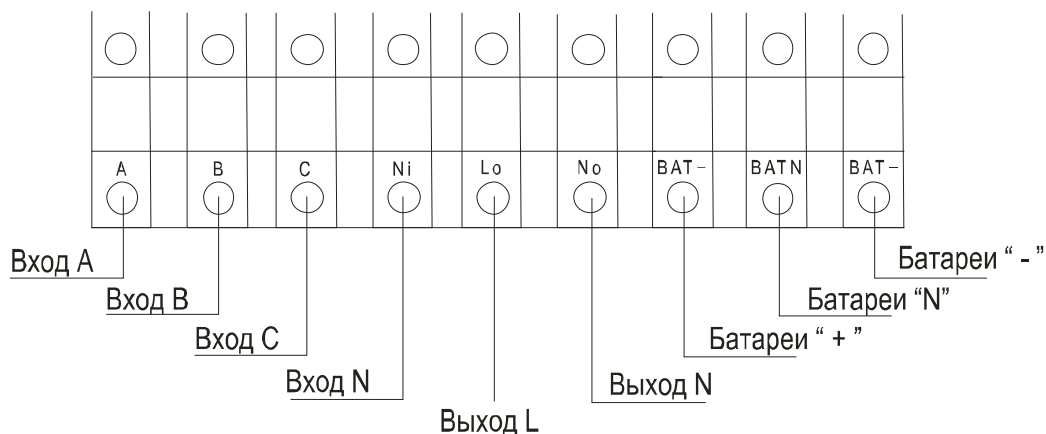 A B C Ni Lo No BAT- BATN BAT-
Вход A
Батареи “ - ”
Вход B
Батареи “N”
Вход C
Батареи “ + ”
Вход N
Выход N
Выход L